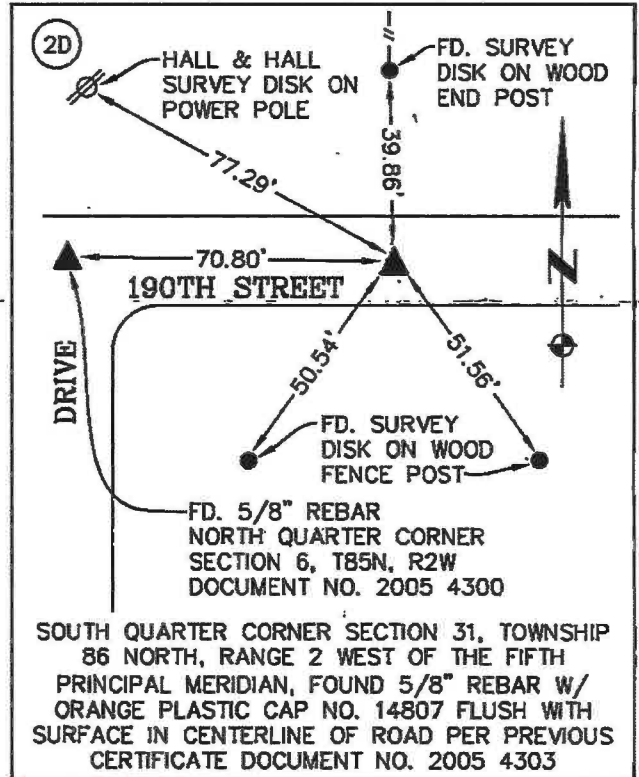 2D
HALL & HALL
SURVEY DISK ON
POWER POLE
FD. SURVEY
DISK ON WOOD
END POST
77.29'
39.86'
N
70.80'
190TH STREET
DRIVE
50.54'
51.56'
FD. SURVEY
DISK ON WOOD
FENCE POST
FD. 5/8" REBAR
NORTH QUARTER CORNER
SECTION 6, T85N, R2W
DOCUMENT NO. 2005 4300
SOUTH QUARTER CORNER SECTION 31, TOWNSHIP
86 NORTH, RANGE 2 WEST OF THE FIFTH
PRINCIPAL MERIDIAN, FOUND 5/8" REBAR W/
ORANGE PLASTIC CAP NO. 14807 FLUSH WITH
SURFACE IN CENTERLINE OF ROAD PER PREVIOUS
CERTIFICATE DOCUMENT NO. 2005 4303